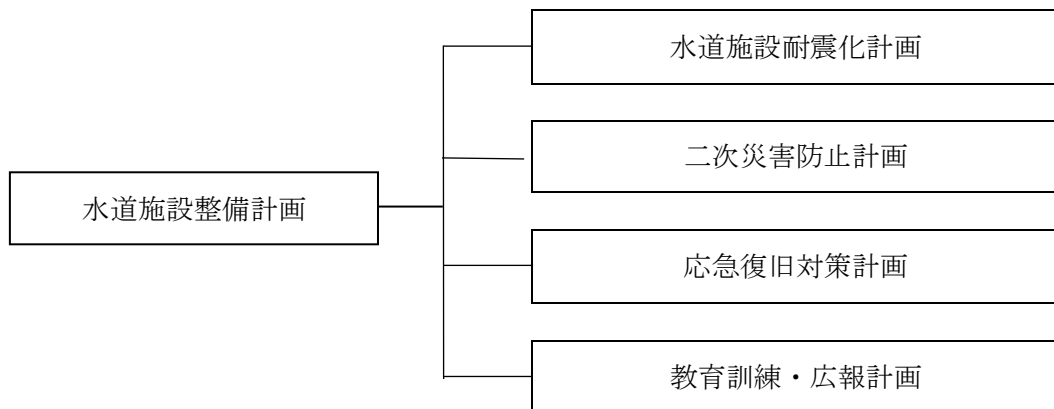 水道施設耐震化計画
二次災害防止計画
水道施設整備計画
応急復旧対策計画
教育訓練・広報計画